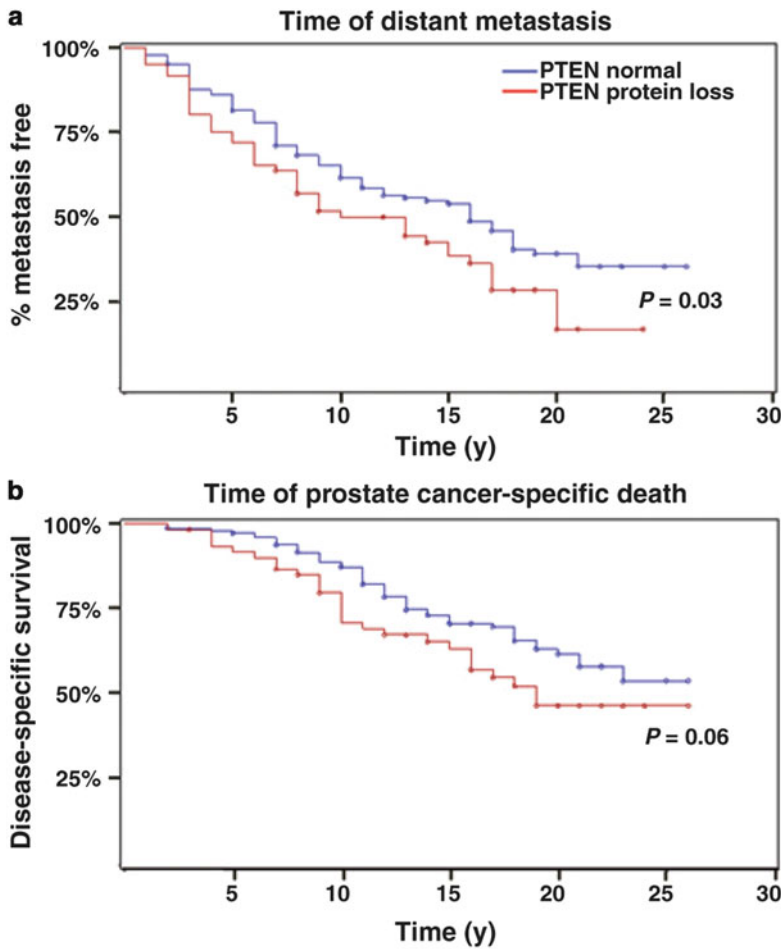 a
Time of distant metastasis
PTEN normal
PTEN protein loss
% metastasis free
100%
75%
50%
25%
P = 0.03
5 10 15 20 25 30
Time (y)
b
Time of prostate cancer-specific death
Disease-specific survival
100%
75%
50%
25%
P = 0.06
5 10 15 20 25 30
Time (y)